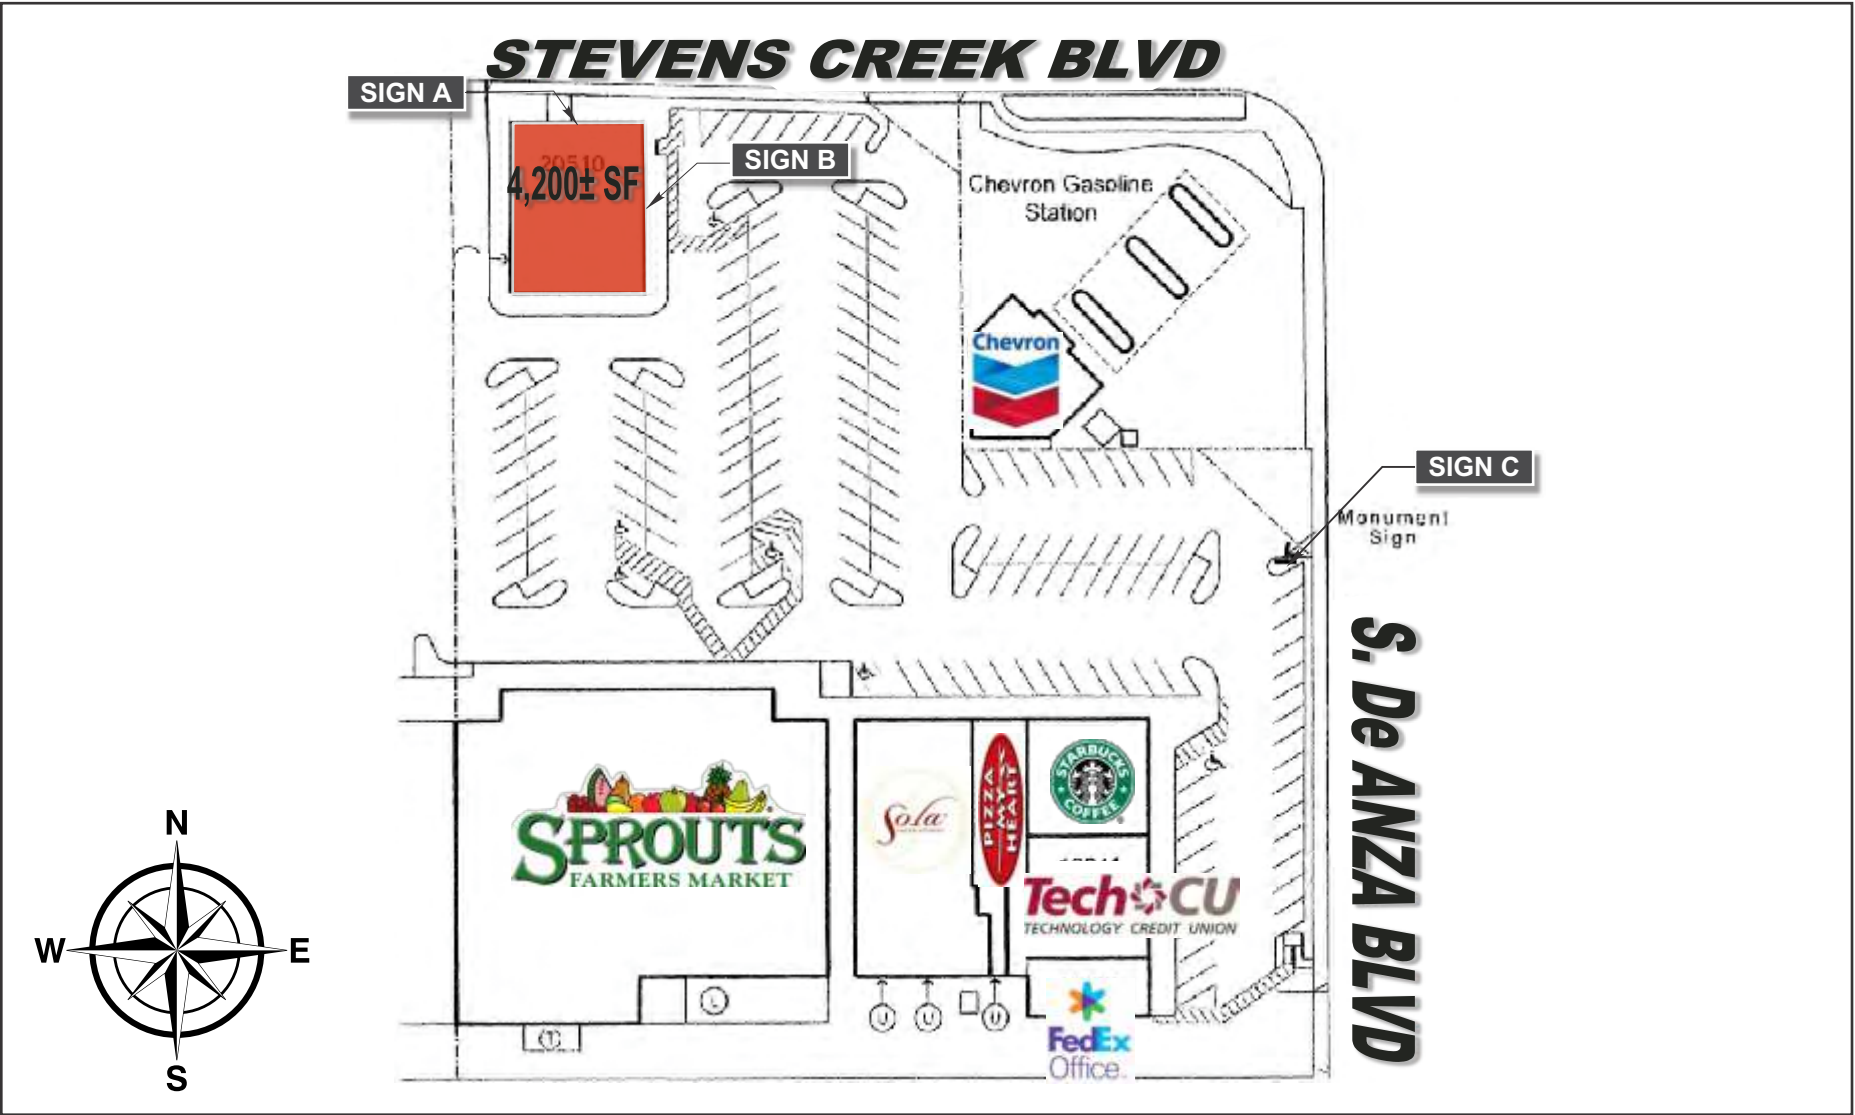 STEVENS CREEK BLVD
SIGN A
20510
4,200± SF
SIGN B
Chevron Gasoline
Station
Chevron
SIGN C
Monument
Sign
S. De ANZA BLVD
SPROUTS
FARMERS MARKET
Sola
PIZZA
MY
HEART
STARBUCKS
COFFEE
TechCU
TECHNOLOGY CREDIT UNION
FedEx
Office
L
U
U
U
T
N
W
E
S